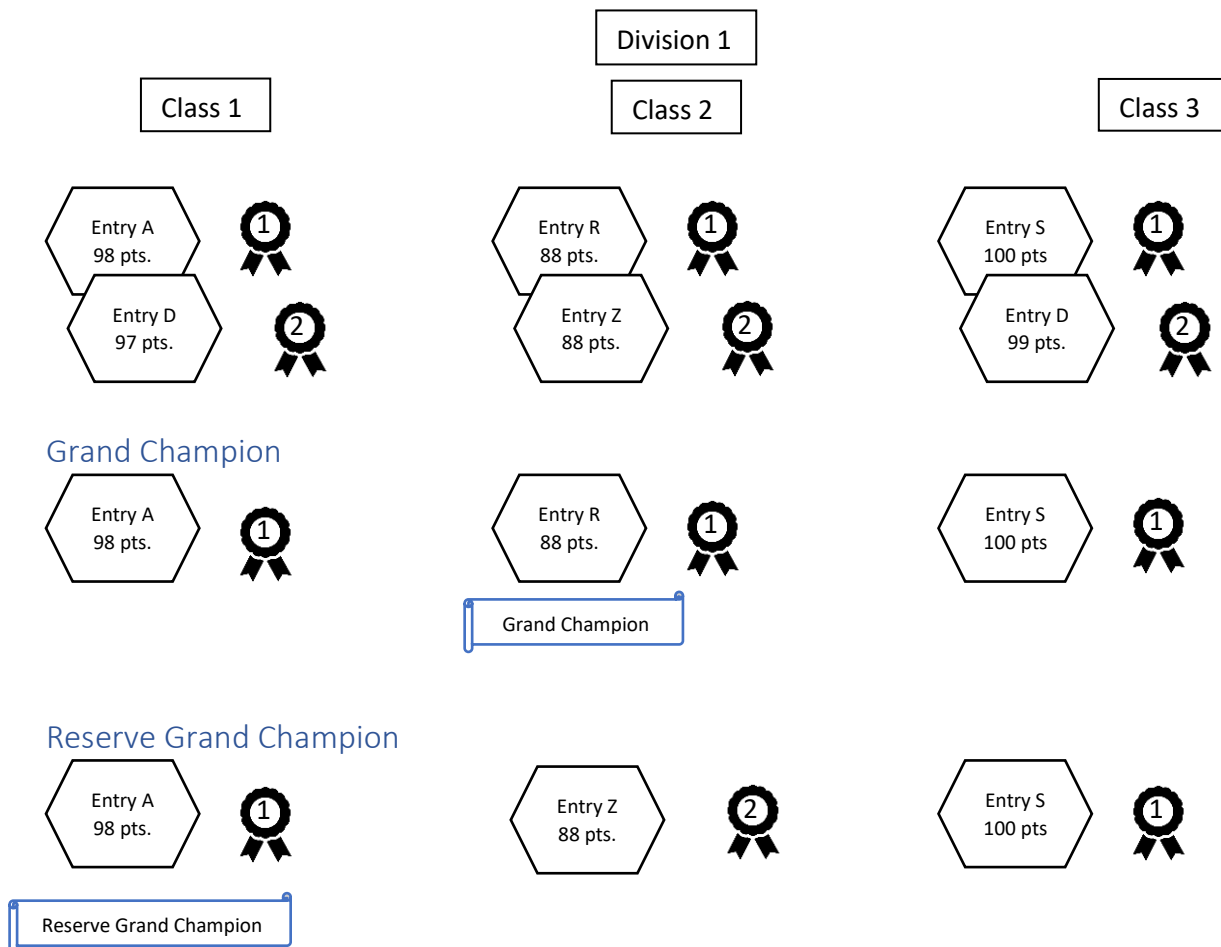 Division 1
Class 1
Class 2
Class 3
Entry A
98 pts.
1
Entry R
88 pts.
1
Entry S
100 pts
1
Entry D
97 pts.
2
Entry Z
88 pts.
2
Entry D
99 pts.
2
Grand Champion
Entry A
98 pts.
1
Entry R
88 pts.
1
Entry S
100 pts
1
Grand Champion
Reserve Grand Champion
Entry A
98 pts.
1
Entry Z
88 pts.
2
Entry S
100 pts
1
Reserve Grand Champion